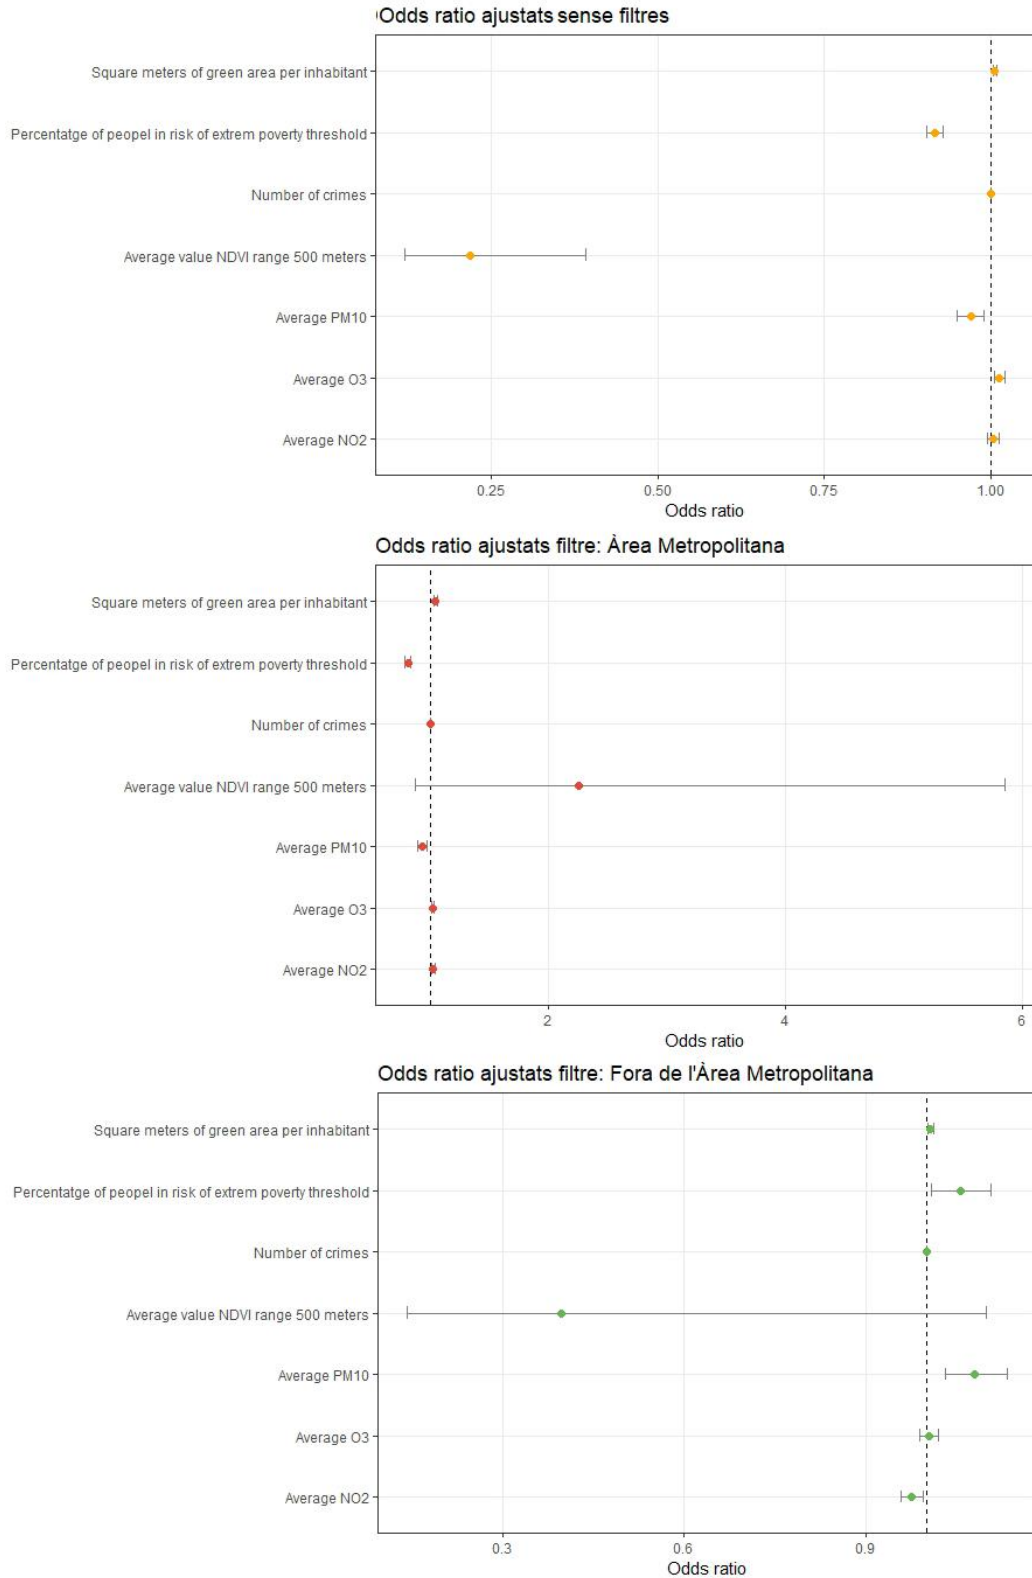 Odds ratio ajustats sense filtres
Square meters of green area per inhabitant
Percentatge of peopel in risk of extrem poverty threshold
Number of crimes
Average value NDVI range 500 meters
Average PM10
Average O3
Average NO2
0.25 0.50 0.75 1.00
Odds ratio
Odds ratio ajustats filtre: Àrea Metropolitana
Square meters of green area per inhabitant
Percentatge of peopel in risk of extrem poverty threshold
Number of crimes
Average value NDVI range 500 meters
Average PM10
Average O3
Average NO2
2 4 6
Odds ratio
Odds ratio ajustats filtre: Fora de l'Àrea Metropolitana
Square meters of green area per inhabitant
Percentatge of peopel in risk of extrem poverty threshold
Number of crimes
Average value NDVI range 500 meters
Average PM10
Average O3
Average NO2
0.3 0.6 0.9
Odds ratio